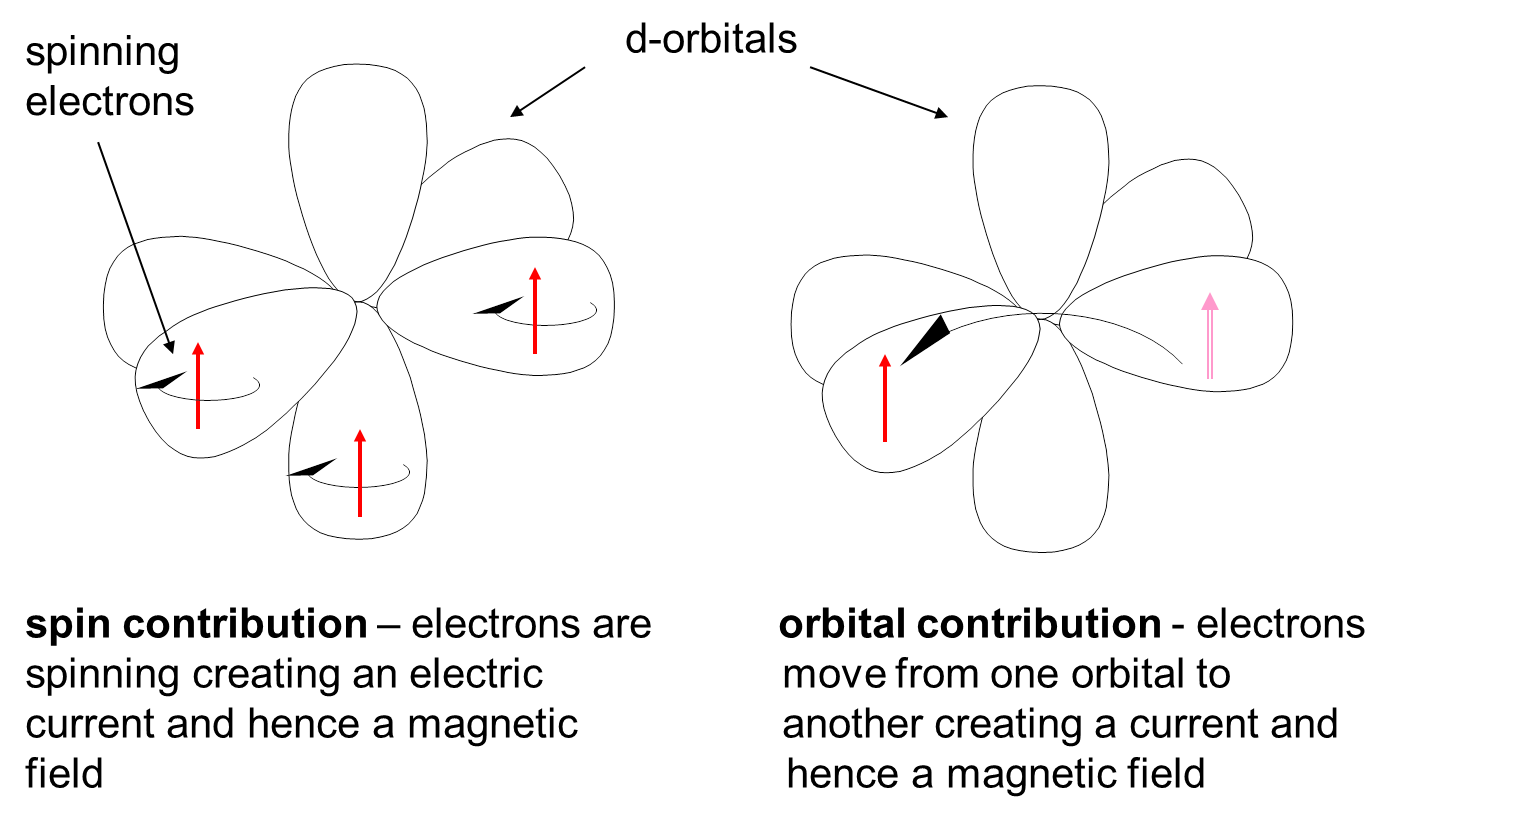 spinning
electrons
d-orbitals
spin contribution – electrons are
spinning creating an electric
current and hence a magnetic
field
orbital contribution - electrons
move from one orbital to
another creating a current and
hence a magnetic field